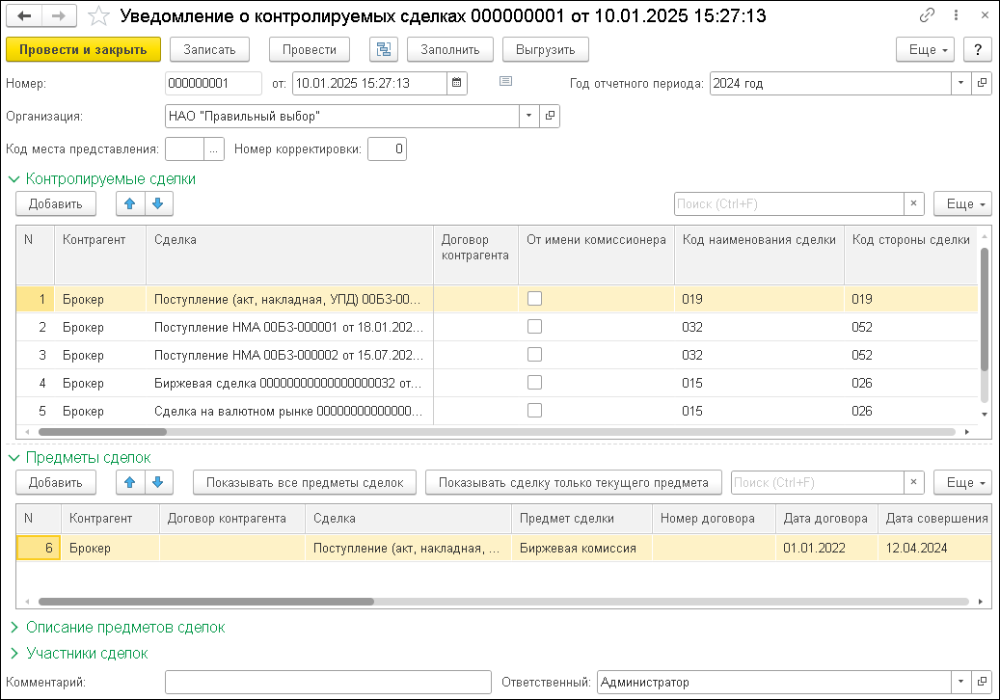 Уведомление о контролируемых сделках 000000001 от 10.01.2025 15:27:13
Провести и закрыть Записать Провести Заполнить Выгрузить Еще ?
Номер: 000000001 от: 10.01.2025 15:27:13 Год отчетного периода: 2024 год
Организация: НАО "Правильный выбор"
Код места представления: ... Номер корректировки: 0
Контролируемые сделки
Добавить Поиск (Ctrl+F) × Еще
N Контрагент Сделка Договор контрагента От имени комиссионера Код наименования сделки Код стороны сделки
1 Брокер Поступление (акт, накладная, УПД) 00БЗ-00... 019 019
2 Брокер Поступление НМА 00БЗ-000001 от 18.01.202... 032 052
3 Брокер Поступление НМА 00БЗ-000002 от 15.07.202... 032 052
4 Брокер Биржевая сделка 00000000000000000032 от... 015 026
5 Брокер Сделка на валютном рынке 00000000000000... 015 026
Предметы сделок
Добавить Показывать все предметы сделок Показывать сделку только текущего предмета Поиск (Ctrl+F) × Еще
N Контрагент Договор контрагента Сделка Предмет сделки Номер договора Дата договора Дата совершения
6 Брокер Поступление (акт, накладная, ... Биржевая комиссия 01.01.2022 12.04.2024
Описание предметов сделок
Участники сделок
Комментарий: Ответственный: Администратор